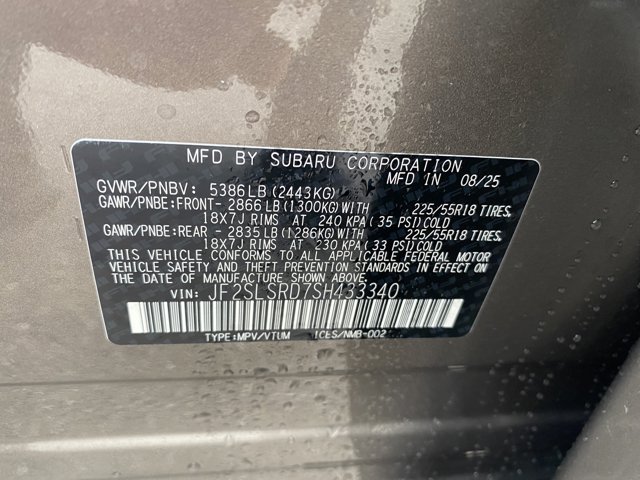 MFD BY SUBARU CORPORATION
MFD IN 08/25
GVWR/PNBV: 5386LB(2443KG)
GAWR/PNBE:FRONT- 2866LB(1300KG)WITH 225/55R18 TIRES,
18X7J RIMS AT 240 KPA(35 PSI)COLD
GAWR/PNBE:REAR - 2835LB(1286KG)WITH 225/55R18 TIRES,
18X7J RIMS AT 230 KPA(33 PSI)COLD
THIS VEHICLE CONFORMS TO ALL APPLICABLE FEDERAL MOTOR
VEHICLE SAFETY AND THEFT PREVENTION STANDARDS IN EFFECT ON
THE DATE OF MANUFACTURE SHOWN ABOVE.
VIN: JF2SLSRD7SH433340
TYPE:MPV/VTUM ICES/NMB-002